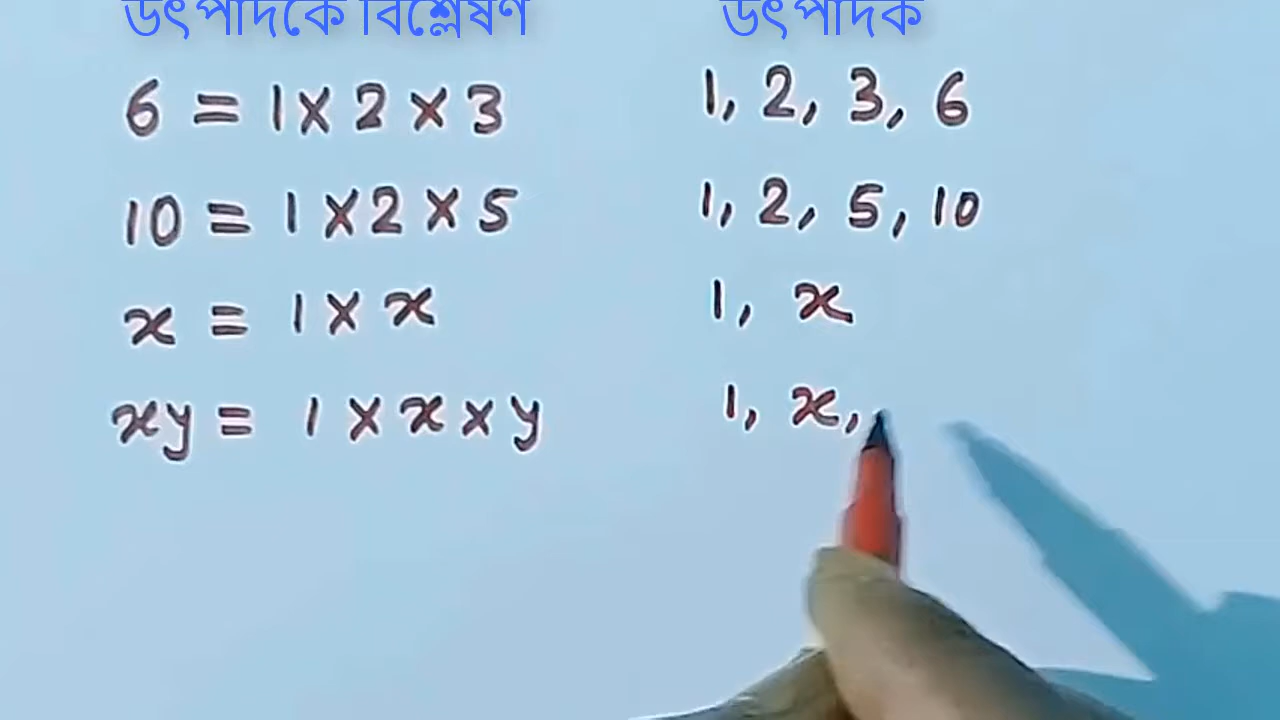 উৎপাদকে বিশ্লেষণ উৎপাদক
6 = 1 × 2 × 3 1, 2, 3, 6
10 = 1 × 2 × 5 1, 2, 5, 10
x = 1 × x 1, x
xy = 1 × x × y 1, x,